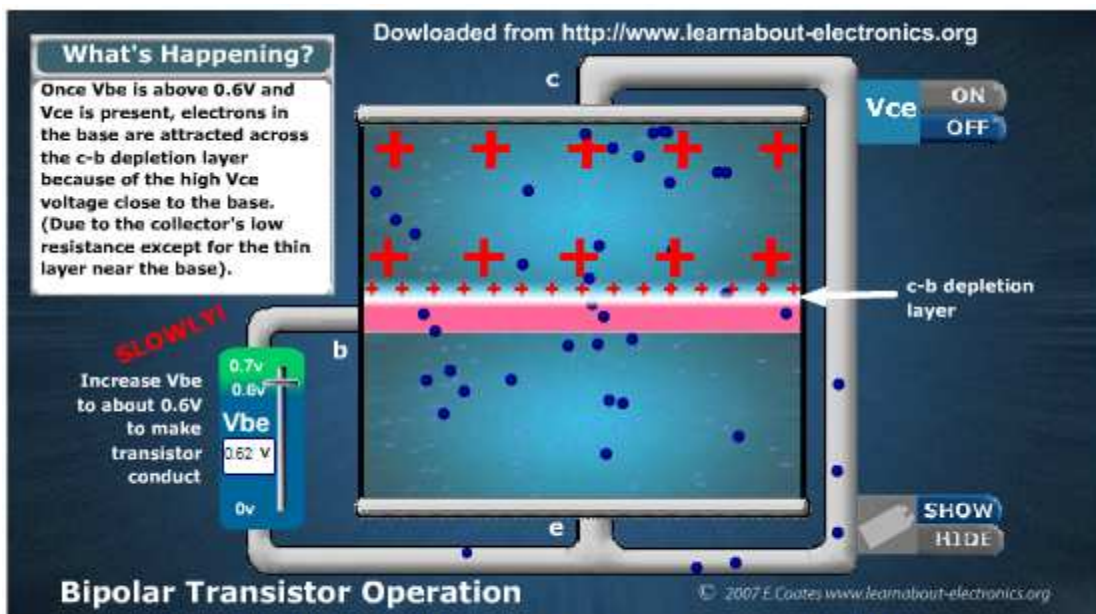 Dowloaded from http://www.learnabout-electronics.org
What's Happening?
Once Vbe is above 0.6V and
Vce is present, electrons in
the base are attracted across
the c-b depletion layer
because of the high Vce
voltage close to the base.
(Due to the collector's low
resistance except for the thin
layer near the base).
c
Vce
ON
OFF
c-b depletion
layer
SLOWLY!
b
Increase Vbe
to about 0.6V
to make
transistor
conduct
0.7v
0.6v
Vbe
0.62 V
0v
e
SHOW
HIDE
Bipolar Transistor Operation
© 2007 E.Coates www.learnabout-electronics.org